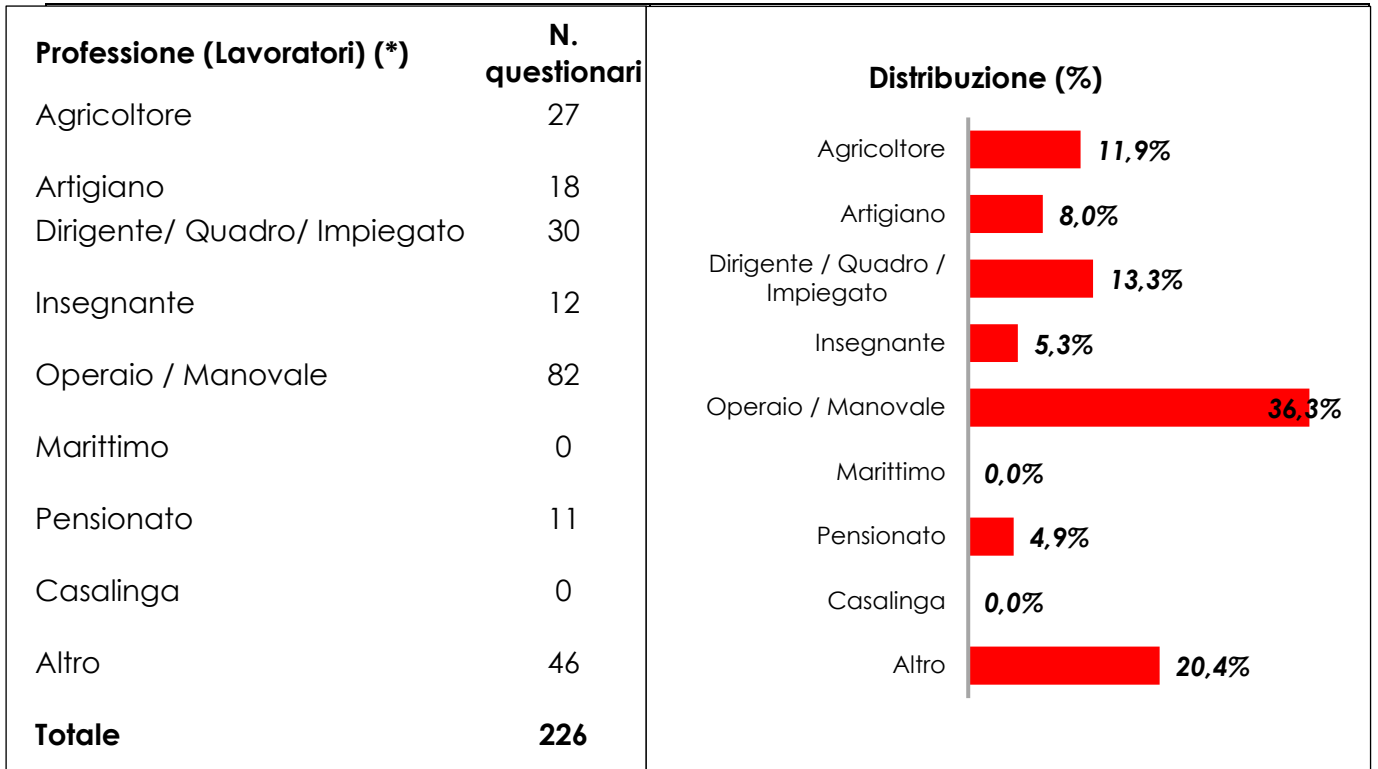 Professione (Lavoratori) (*) N.
questionari
Agricoltore 27
Artigiano 18
Dirigente/ Quadro/ Impiegato 30
Insegnante 12
Operaio / Manovale 82
Marittimo 0
Pensionato 11
Casalinga 0
Altro 46
Totale 226
Distribuzione (%)
Agricoltore 11,9%
Artigiano 8,0%
Dirigente / Quadro /
Impiegato 13,3%
Insegnante 5,3%
Operaio / Manovale 36,3%
Marittimo 0,0%
Pensionato 4,9%
Casalinga 0,0%
Altro 20,4%